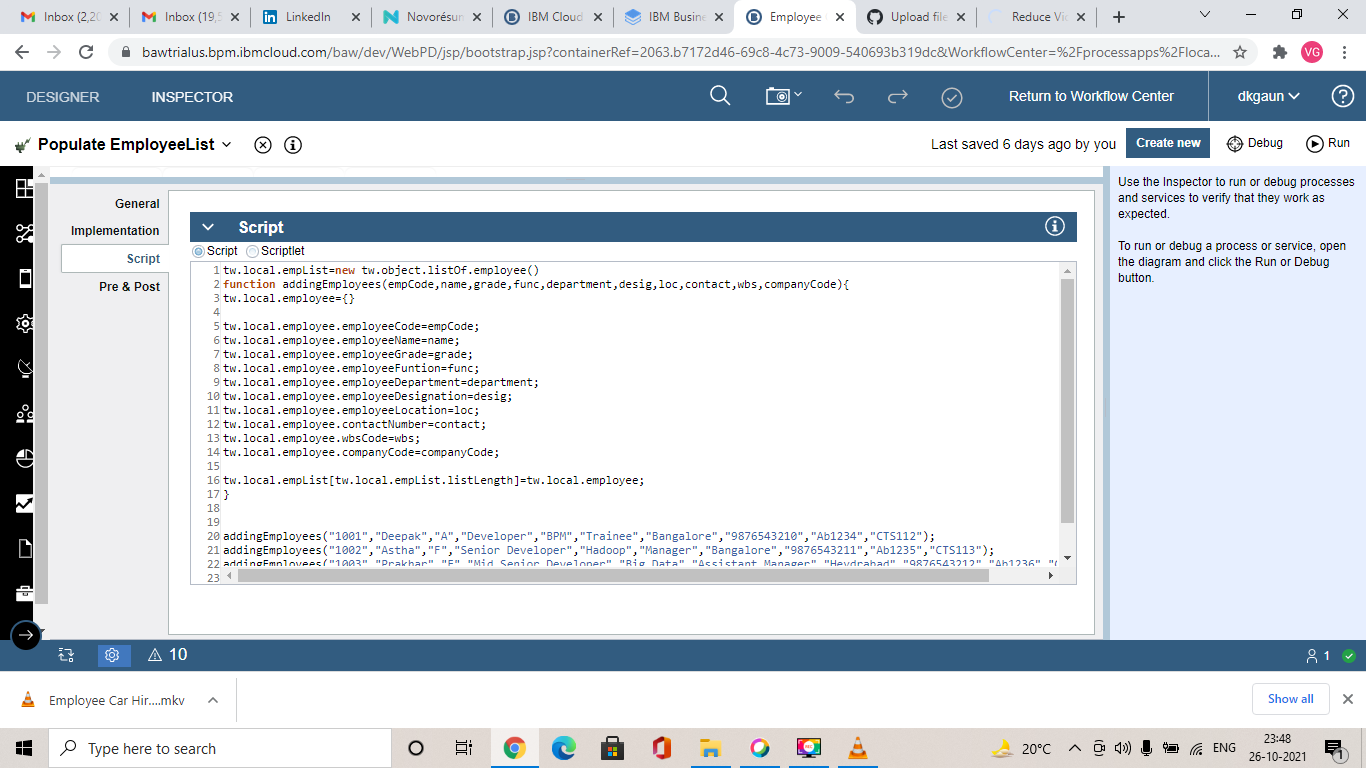 Inbox (2,20
Inbox (19,5
LinkedIn
Novorésum
IBM Cloud
IBM Busine
Employee
Upload file
Reduce Vid
bawtrialus.bpm.ibmcloud.com/baw/dev/WebPD/jsp/bootstrap.jsp?containerRef=2063.b7172d46-69c8-4c73-9009-540693b319dc&WorkflowCenter=%2Fprocessapps%2Floca...
VG
DESIGNER
INSPECTOR
Return to Workflow Center
dkgaun
Populate EmployeeList
Last saved 6 days ago by you
Create new
Debug
Run
Use the Inspector to run or debug processes
and services to verify that they work as
expected.
To run or debug a process or service, open
the diagram and click the Run or Debug
button.
General
Implementation
Script
Pre & Post
Script
Script
Scriptlet
1 tw.local.empList=new tw.object.listOf.employee()
2 function addingEmployees(empCode,name,grade,func,department,desig,loc,contact,wbs,companyCode){
3 tw.local.employee={}
4
5 tw.local.employee.employeeCode=empCode;
6 tw.local.employee.employeeName=name;
7 tw.local.employee.employeeGrade=grade;
8 tw.local.employee.employeeFuntion=func;
9 tw.local.employee.employeeDepartment=department;
10 tw.local.employee.employeeDesignation=desig;
11 tw.local.employee.employeeLocation=loc;
12 tw.local.employee.contactNumber=contact;
13 tw.local.employee.wbsCode=wbs;
14 tw.local.employee.companyCode=companyCode;
15
16 tw.local.empList[tw.local.empList.listLength]=tw.local.employee;
17 }
18
19
20 addingEmployees("1001","Deepak","A","Developer","BPM","Trainee","Bangalore","9876543210","Ab1234","CTS112");
21 addingEmployees("1002","Astha","F","Senior Developer","Hadoop","Manager","Bangalore","9876543211","Ab1235","CTS113");
22 addingEmployees("1003","Prakhar","E","Mid Senior Developer","Big Data","Assistant Manager","Heydrabad","9876543212","Ab1236","
23
10
1
Employee Car Hir....mkv
Show all
Type here to search
20°C
ENG
23:48
26-10-2021
1